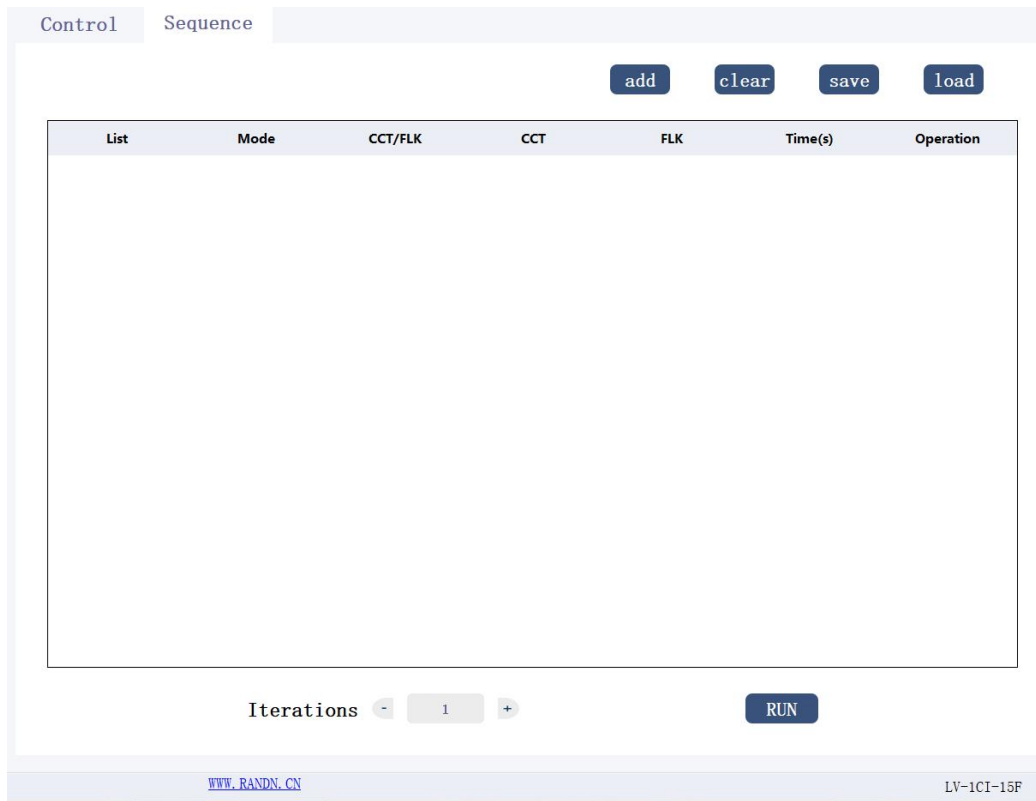 Control Sequence
add clear save load
List Mode CCT/FLK CCT FLK Time(s) Operation
Iterations - 1 + RUN
WWW.RANDN.CN LV-1CI-15F